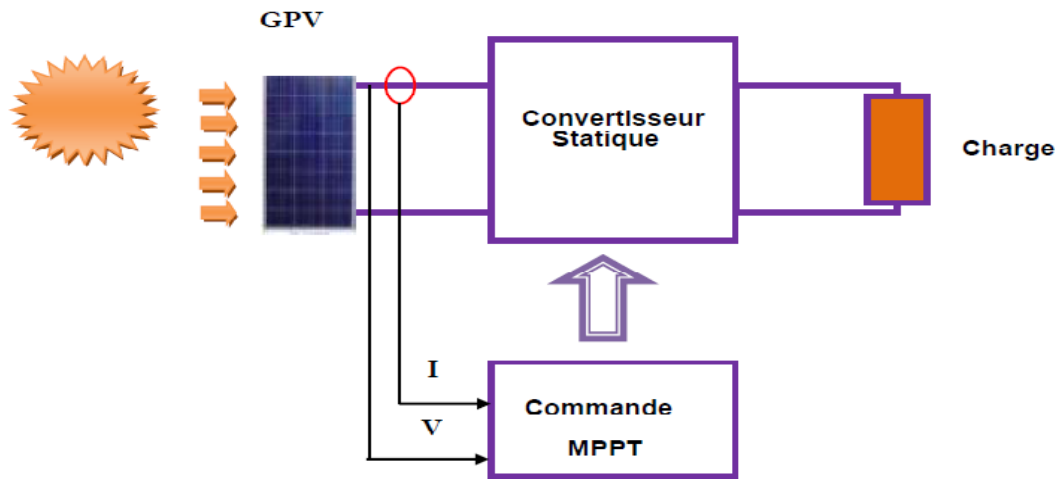 GPV
Convertisseur
Statique
Charge
I
V
Commande
MPPT